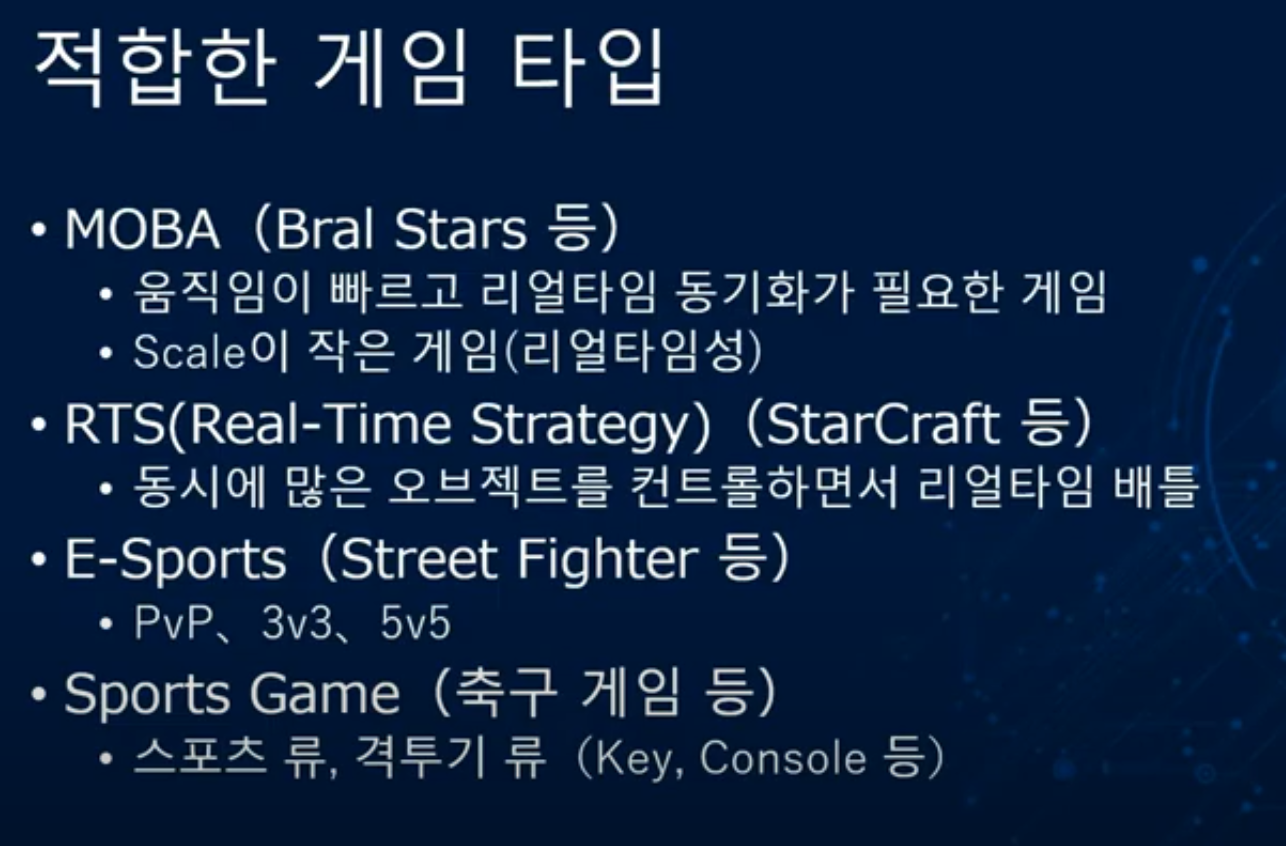 적합한 게임 타입
• MOBA（Bral Stars 등）
• 움직임이 빠르고 리얼타임 동기화가 필요한 게임
• Scale이 작은 게임(리얼타임성)
• RTS(Real-Time Strategy)（StarCraft 등）
• 동시에 많은 오브젝트를 컨트롤하면서 리얼타임 배틀
• E-Sports（Street Fighter 등）
• PvP、3v3、5v5
• Sports Game（축구 게임 등）
• 스포츠 류, 격투기 류（Key, Console 등）